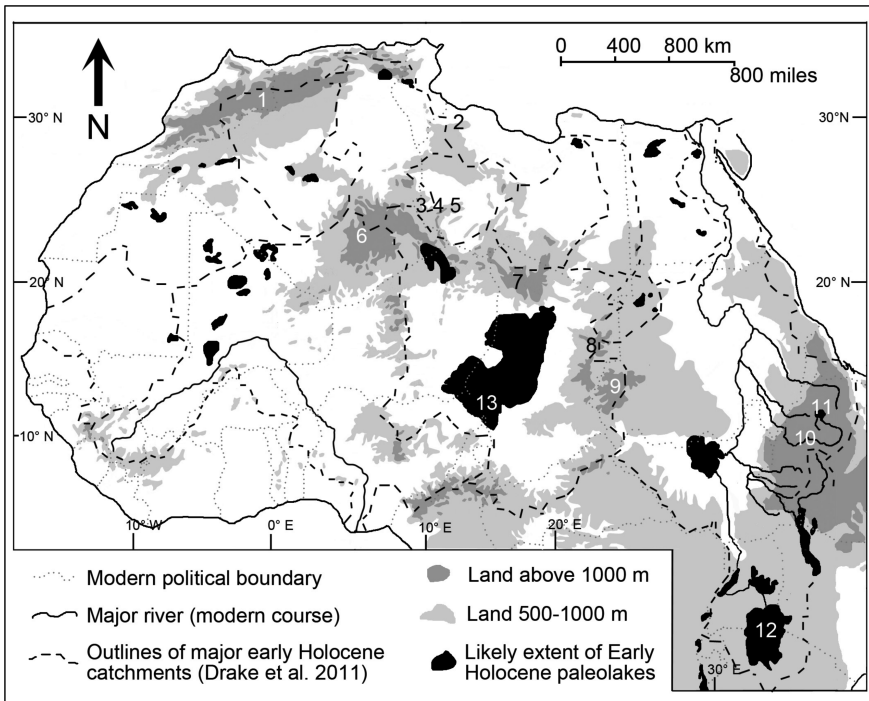 0 400 800 km
800 miles
N
30° N
30° N
20° N
20° N
10° N
10° N
1
2
3 4 5
6
7
8
9
10
11
12
13
10° W
0° E
10° E
20° E
30° E
Modern political boundary
Major river (modern course)
Outlines of major early Holocene
catchments (Drake et al. 2011)
Land above 1000 m
Land 500-1000 m
Likely extent of Early
Holocene paleolakes